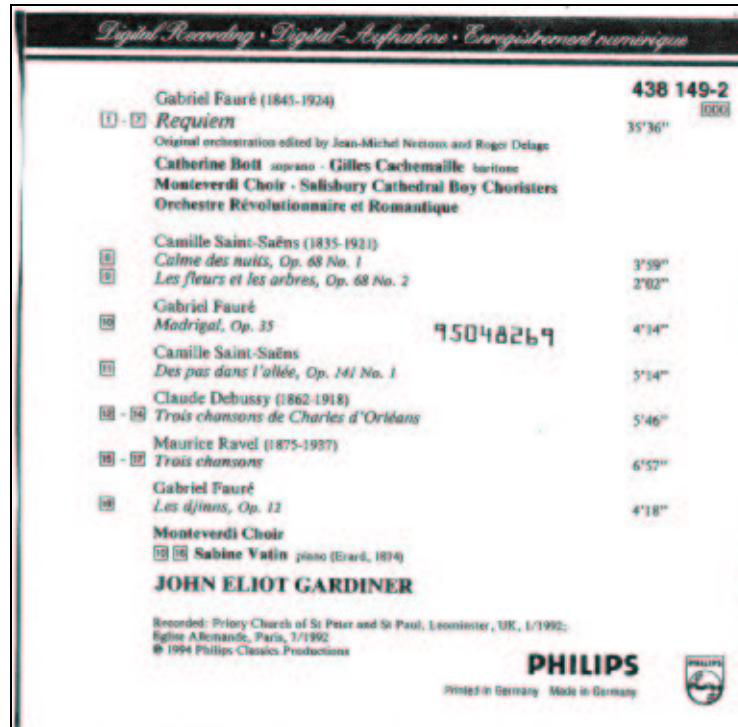 Digital Recording · Digital-Aufnahme · Enregistrement numérique
438 149-2
DDD
Gabriel Fauré (1845-1924)
1 - 7 Requiem 35'36"
Original orchestration edited by Jean-Michel Nectoux and Roger Delage
Catherine Bott soprano · Gilles Cachemaille baritone
Monteverdi Choir · Salisbury Cathedral Boy Choristers
Orchestre Révolutionnaire et Romantique
Camille Saint-Saëns (1835-1921)
8 Calme des nuits, Op. 68 No. 1 3'59"
9 Les fleurs et les arbres, Op. 68 No. 2 2'02"
Gabriel Fauré
10 Madrigal, Op. 35 4'14"
95048269
Camille Saint-Saëns
11 Des pas dans l'allée, Op. 141 No. 1 5'14"
Claude Debussy (1862-1918)
12 - 14 Trois chansons de Charles d'Orléans 5'46"
Maurice Ravel (1875-1937)
15 - 17 Trois chansons 6'57"
Gabriel Fauré
18 Les djinns, Op. 12 4'18"
Monteverdi Choir
10 Sabine Vatin piano (Erard, 1874)
JOHN ELIOT GARDINER
Recorded: Priory Church of St Peter and St Paul, Leominster, UK, 1/1992;
Eglise Allemande, Paris, 7/1992
℗ 1994 Philips Classics Productions
PHILIPS
Printed in Germany Made in Germany
PHILIPS